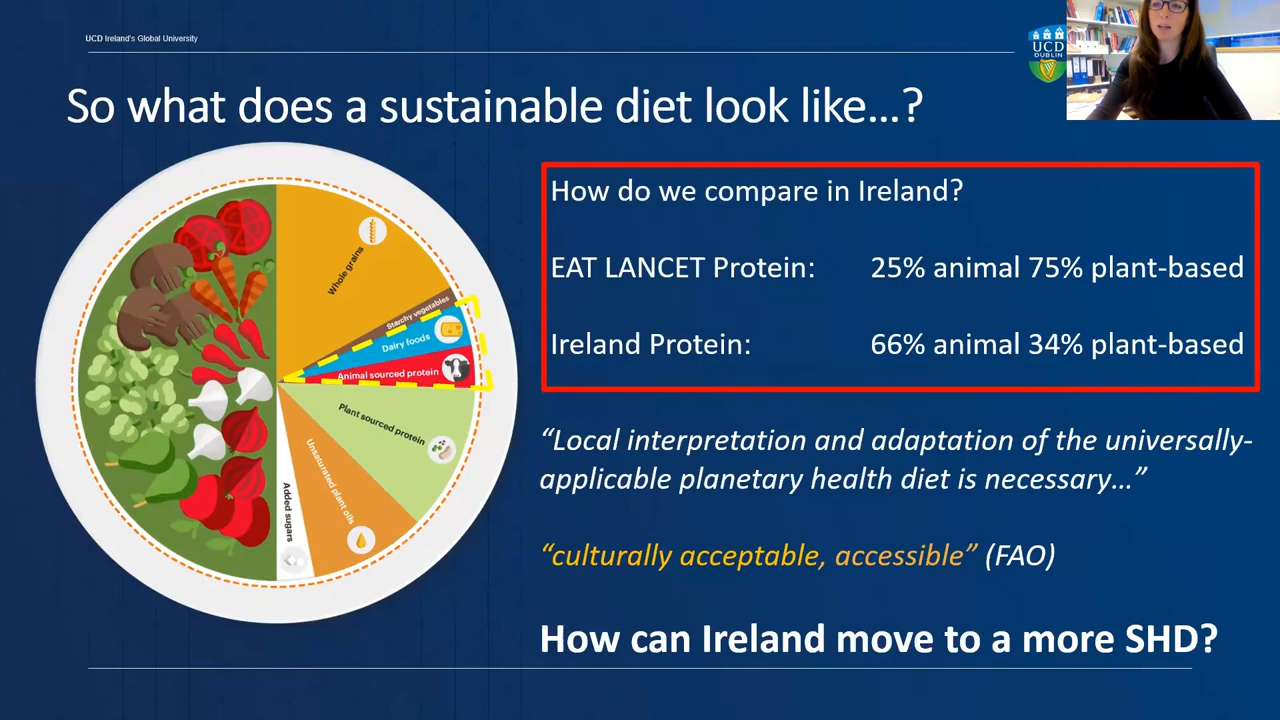 UCD Ireland's Global University
UCD
DUBLIN
So what does a sustainable diet look like...?
Whole grains
Starchy vegetables
Dairy foods
Animal sourced protein
Plant sourced protein
Unsaturated plant oils
Added sugars
How do we compare in Ireland?
EAT LANCET Protein: 25% animal 75% plant-based
Ireland Protein: 66% animal 34% plant-based
“Local interpretation and adaptation of the universally-
applicable planetary health diet is necessary...”
“culturally acceptable, accessible” (FAO)
How can Ireland move to a more SHD?